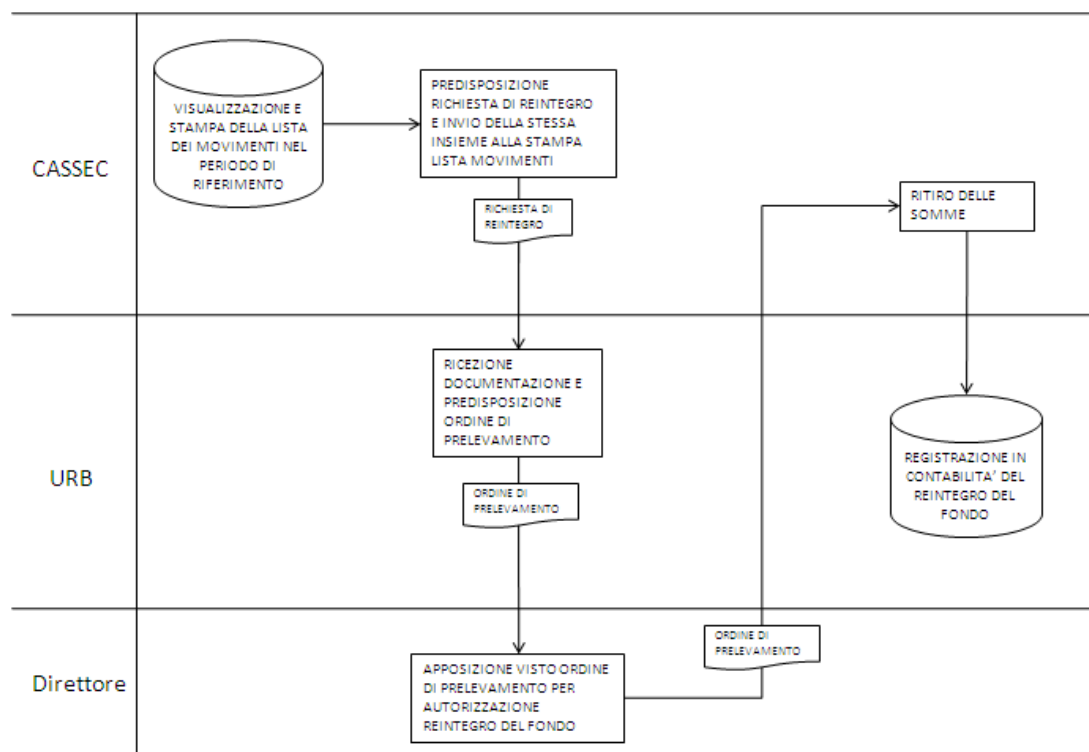 CASSEC
VISUALIZZAZIONE E
STAMPA DELLA LISTA
DEI MOVIMENTI NEL
PERIODO DI
RIFERIMENTO
PREDISPOSIZIONE
RICHIESTA DI REINTEGRO
E INVIO DELLA STESSA
INSIEME ALLA STAMPA
LISTA MOVIMENTI
RICHIESTA DI
REINTEGRO
RITIRO DELLE
SOMME
URB
RICEZIONE
DOCUMENTAZIONE E
PREDISPOSIZIONE
ORDINE DI
PRELEVAMENTO
ORDINE DI
PRELEVAMENTO
REGISTRAZIONE IN
CONTABILITA’ DEL
REINTEGRO DEL
FONDO
Direttore
APPOSIZIONE VISTO ORDINE
DI PRELEVAMENTO PER
AUTORIZZAZIONE
REINTEGRO DEL FONDO
ORDINE DI
PRELEVAMENTO